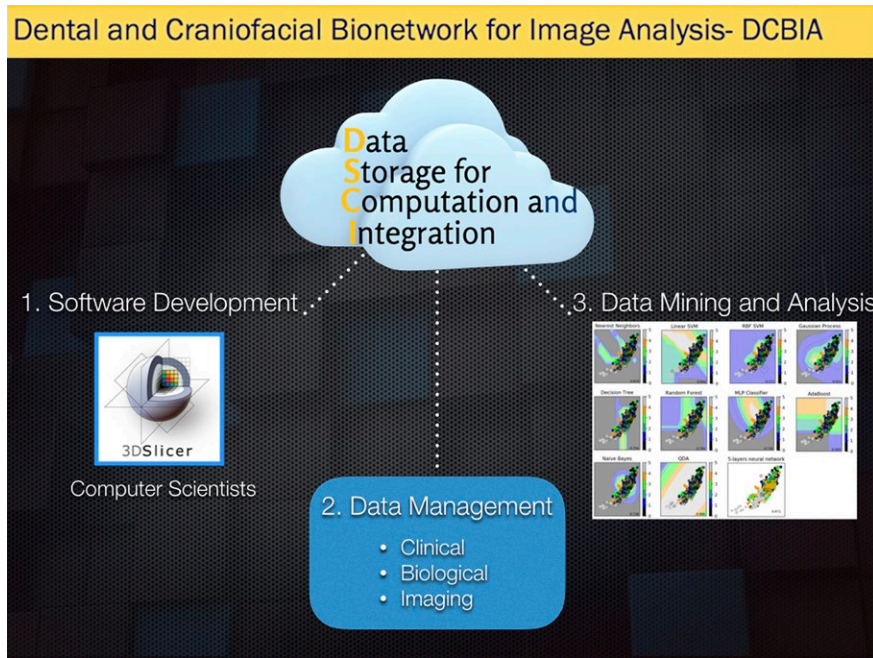 Dental and Craniofacial Bionetwork for Image Analysis- DCBIA
Data
Storage for
Computation and
Integration
1. Software Development
3. Data Mining and Analysis
3DSlicer
Computer Scientists
2. Data Management
• Clinical
• Biological
• Imaging
Nearest Neighbors
Linear SVM
RBF SVM
Gaussian Process
Decision Tree
Random Forest
MLP Classifier
AdaBoost
Naive Bayes
QDA
5-layers neural network